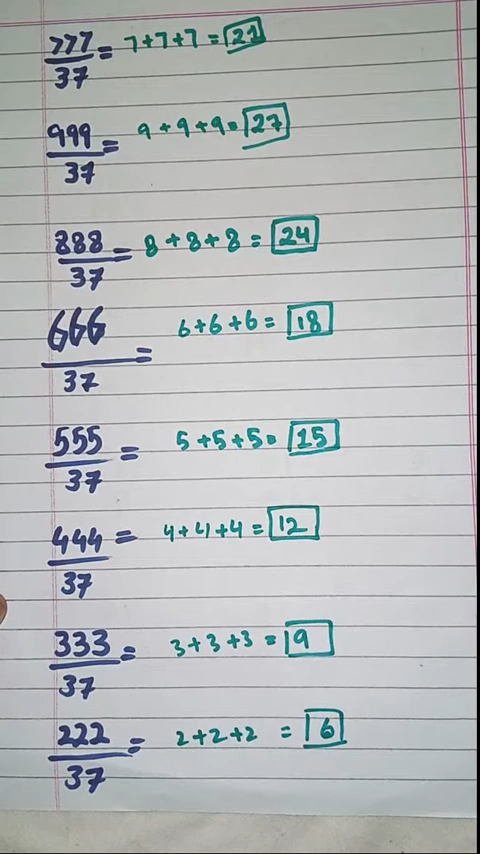 777/37 = 7+7+7 = 21
999/37 = 9+9+9= 27
888/37 = 8+8+8 = 24
666/37 = 6+6+6= 18
555/37 = 5+5+5= 15
444/37 = 4+4+4 = 12
333/37 = 3+3+3 = 9
222/37 = 2+2+2 = 6